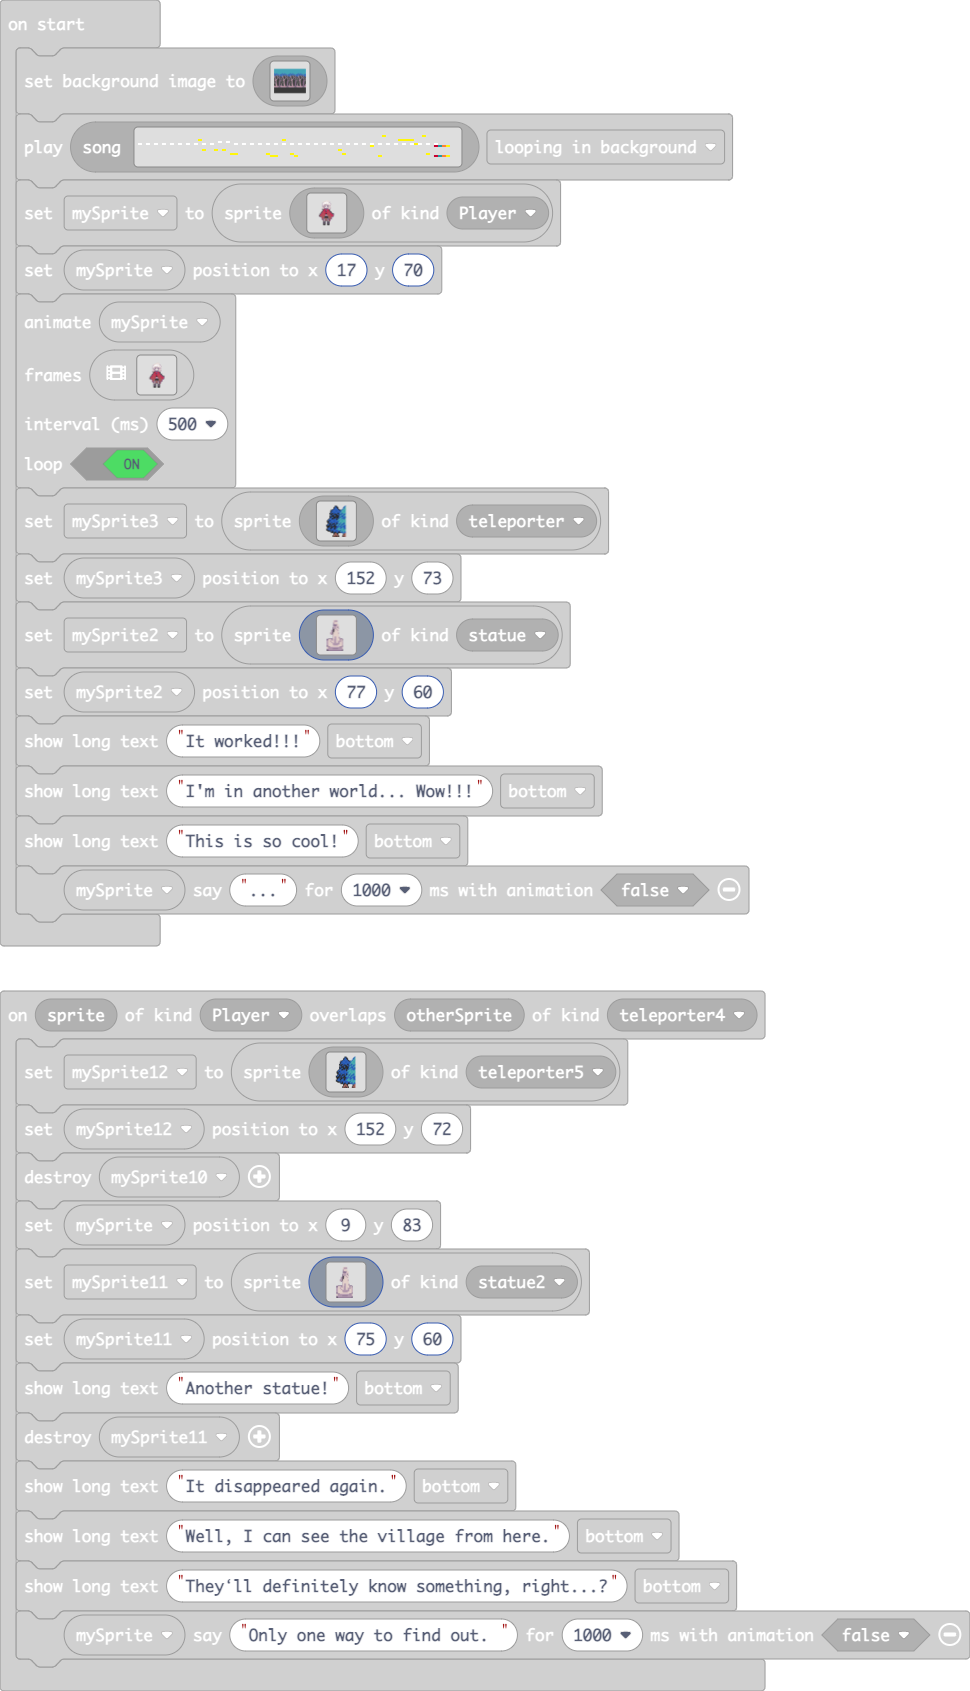 on start
set background image to
play song looping in background
set mySprite to sprite of kind Player
set mySprite position to x 17 y 70
animate mySprite
frames
interval (ms) 500
loop ON
set mySprite3 to sprite of kind teleporter
set mySprite3 position to x 152 y 73
set mySprite2 to sprite of kind statue
set mySprite2 position to x 77 y 60
show long text "It worked!!!" bottom
show long text "I'm in another world... Wow!!!" bottom
show long text "This is so cool!" bottom
mySprite say "..." for 1000 ms with animation false
on sprite of kind Player overlaps otherSprite of kind teleporter4
set mySprite12 to sprite of kind teleporter5
set mySprite12 position to x 152 y 72
destroy mySprite10
set mySprite position to x 9 y 83
set mySprite11 to sprite of kind statue2
set mySprite11 position to x 75 y 60
show long text "Another statue!" bottom
destroy mySprite11
show long text "It disappeared again." bottom
show long text "Well, I can see the village from here." bottom
show long text "They‘ll definitely know something, right...?" bottom
mySprite say "Only one way to find out. " for 1000 ms with animation false